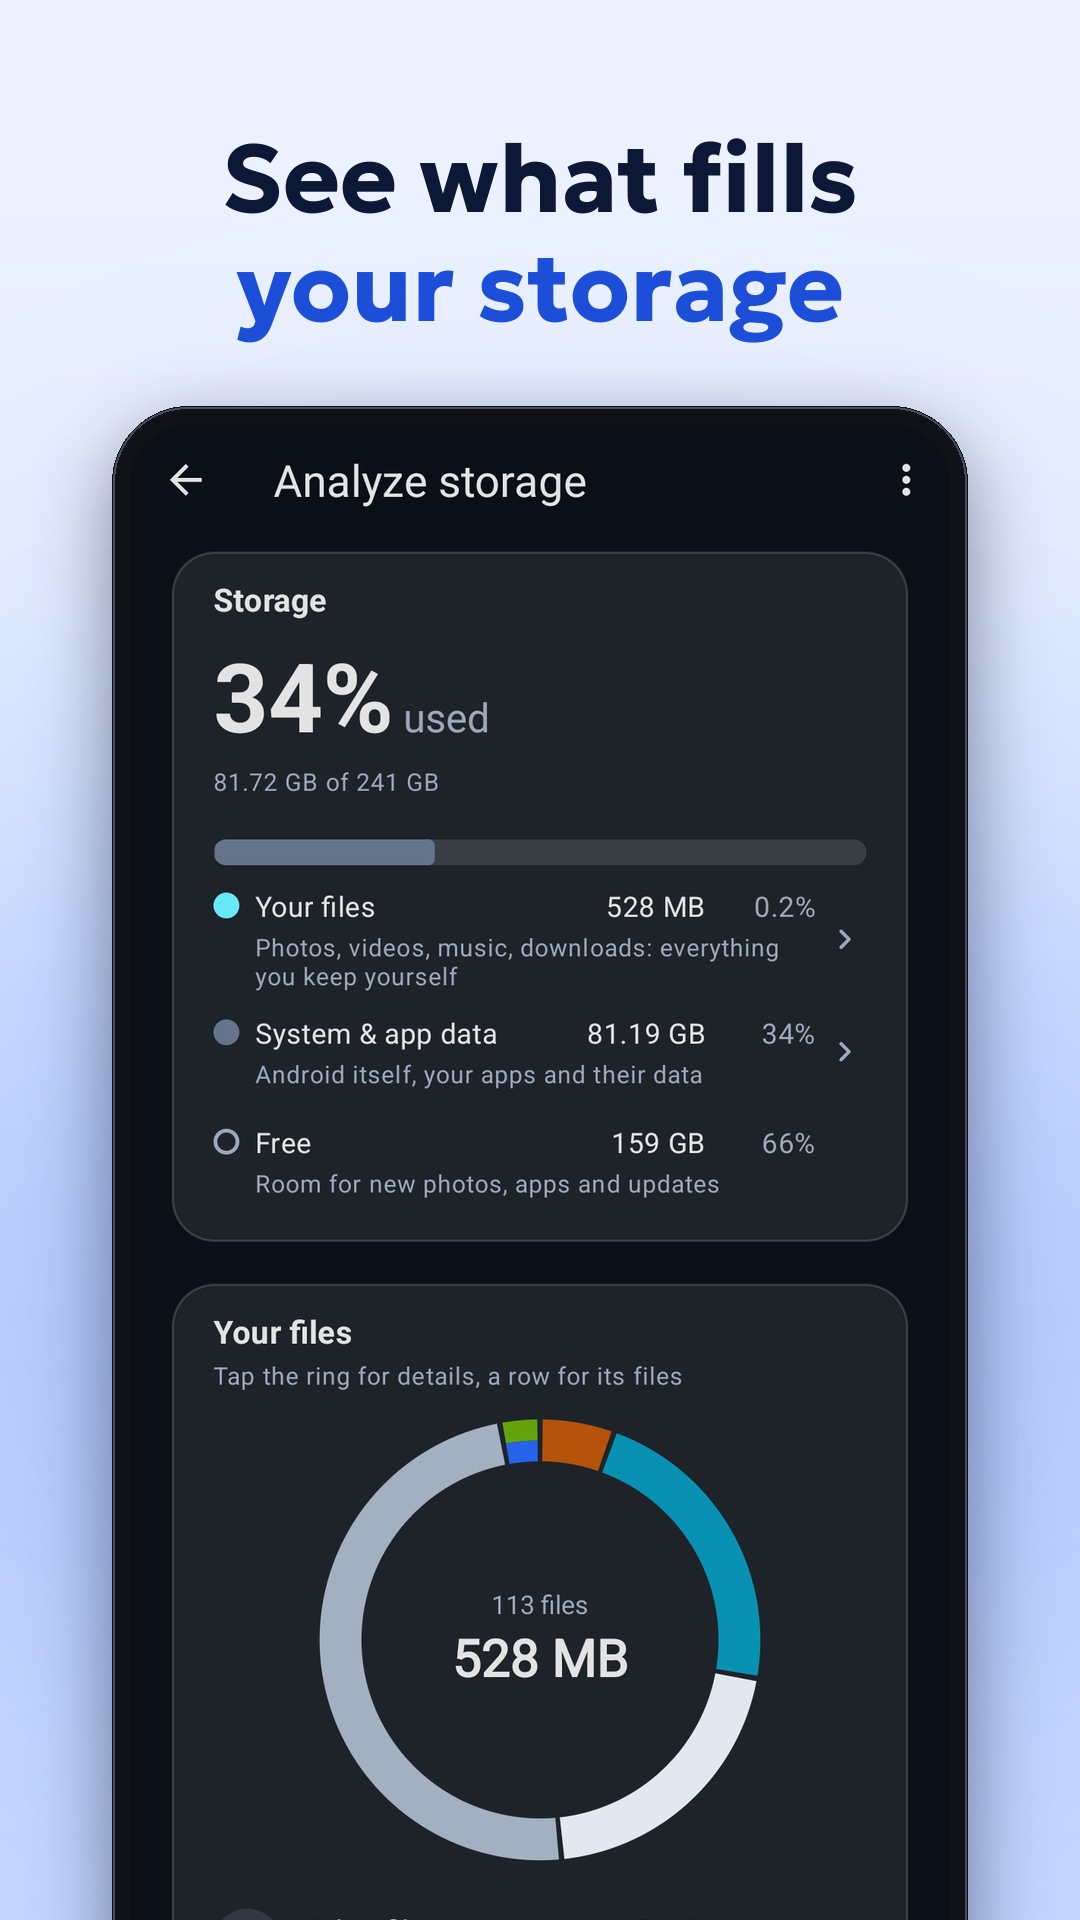 See what fills
your storage
Analyze storage
Storage
34% used
81.72 GB of 241 GB
Your files 528 MB 0.2%
Photos, videos, music, downloads: everything
you keep yourself
System & app data 81.19 GB 34%
Android itself, your apps and their data
Free 159 GB 66%
Room for new photos, apps and updates
Your files
Tap the ring for details, a row for its files
113 files
528 MB